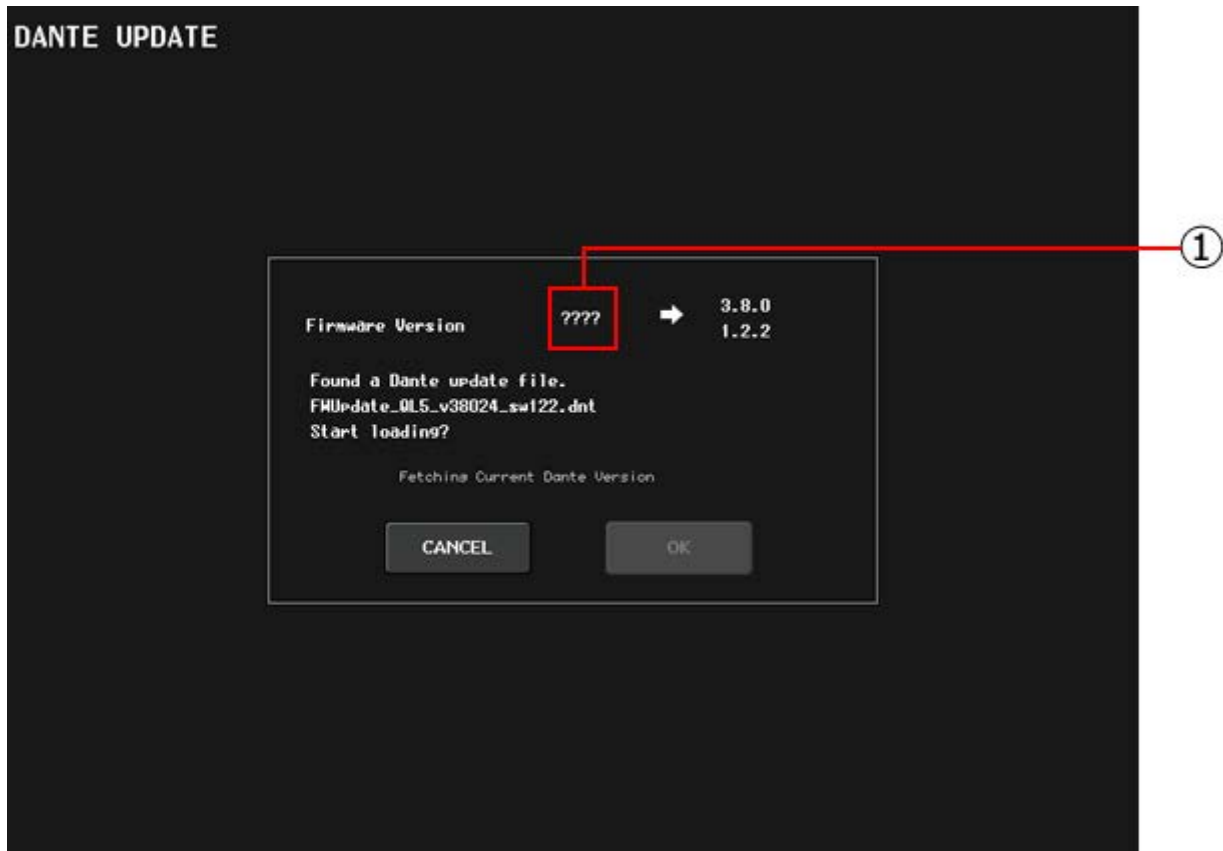 DANTE UPDATE
①
Firmware Version
????
3.8.0
1.2.2
Found a Dante update file.
FWUpdate_QL5_v38024_sw122.dnt
Start loading?
Fetching Current Dante Version
CANCEL
OK